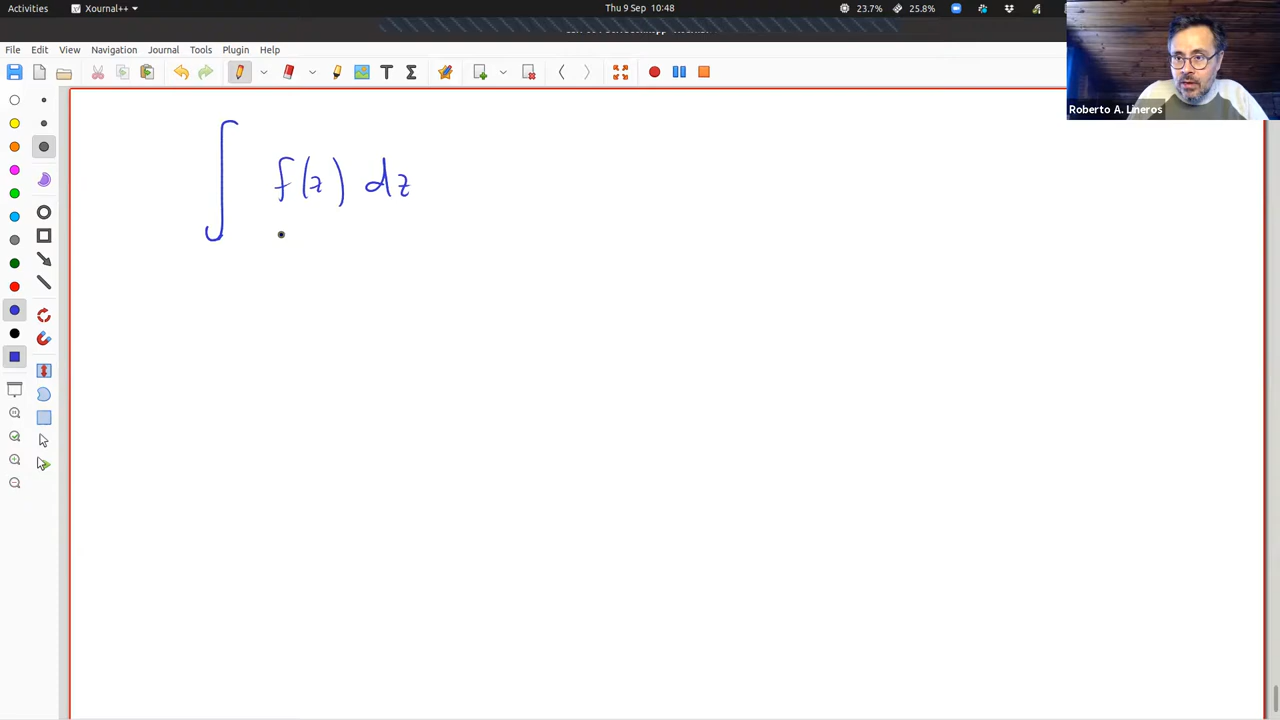 Activities Xournal++ Thu 9 Sep 10:48 23.7% 25.8%
File Edit View Navigation Journal Tools Plugin Help
Roberto A. Lineros
∫ f(z) dz